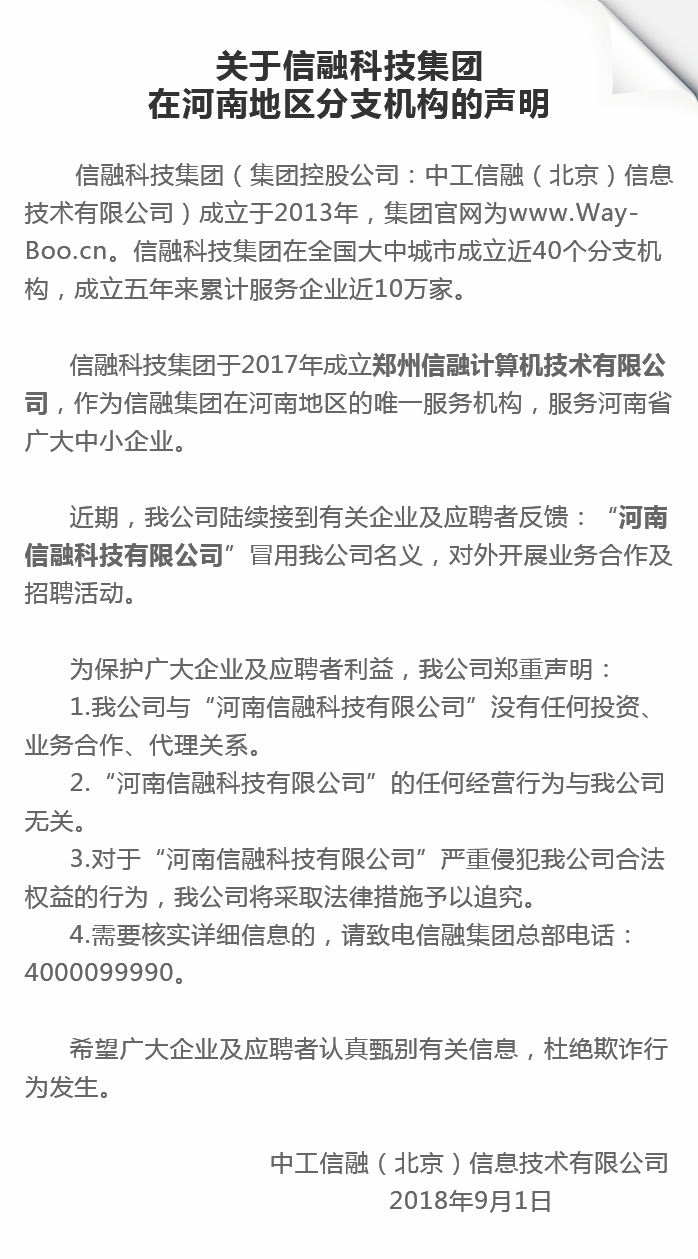 关于信融科技集团
在河南地区分支机构的声明
信融科技集团（集团控股公司：中工信融（北京）信息
技术有限公司）成立于2013年，集团官网为www.Way-
Boo.cn。信融科技集团在全国大中城市成立近40个分支机
构，成立五年来累计服务企业近10万家。
信融科技集团于2017年成立郑州信融计算机技术有限公
司，作为信融集团在河南地区的唯一服务机构，服务河南省
广大中小企业。
近期，我公司陆续接到有关企业及应聘者反馈：“河南
信融科技有限公司”冒用我公司名义，对外开展业务合作及
招聘活动。
为保护广大企业及应聘者利益，我公司郑重声明：
1.我公司与“河南信融科技有限公司”没有任何投资、
业务合作、代理关系。
2.“河南信融科技有限公司”的任何经营行为与我公司
无关。
3.对于“河南信融科技有限公司”严重侵犯我公司合法
权益的行为，我公司将采取法律措施予以追究。
4.需要核实详细信息的，请致电信融集团总部电话：
4000099990。
希望广大企业及应聘者认真甄别有关信息，杜绝欺诈行
为发生。
中工信融（北京）信息技术有限公司
2018年9月1日